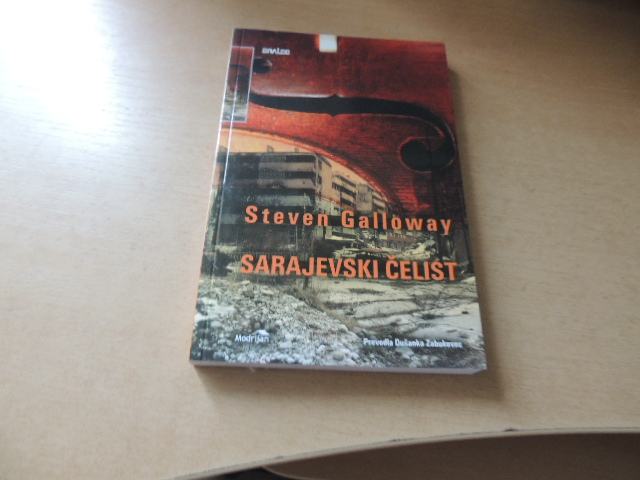 Steven Galloway
SARAJEVSKI ČELIST
Modrijan
Prevedla Dušanka Zabukovec